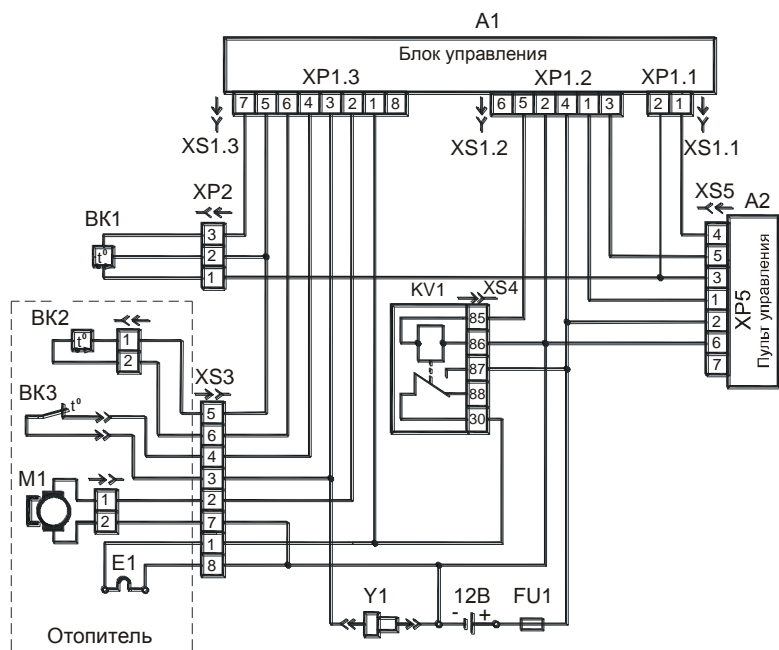 A1
Блок управления
XP1.3 XP1.2 XP1.1
7 5 6 4 3 2 1 8 6 5 2 4 1 3 2 1
XS1.3 XS1.2 XS1.1
XP2 XS5 A2
BK1
t°
3
2
1
4
5
3
1
2
6
7
XP5
Пульт управления
KV1 XS4
85
86
87
88
30
BK2
t°
1
2
XS3
BK3
t°
5
6
4
3
2
7
1
8
M1
1
2
E1
Y1 12В FU1
- +
Отопитель